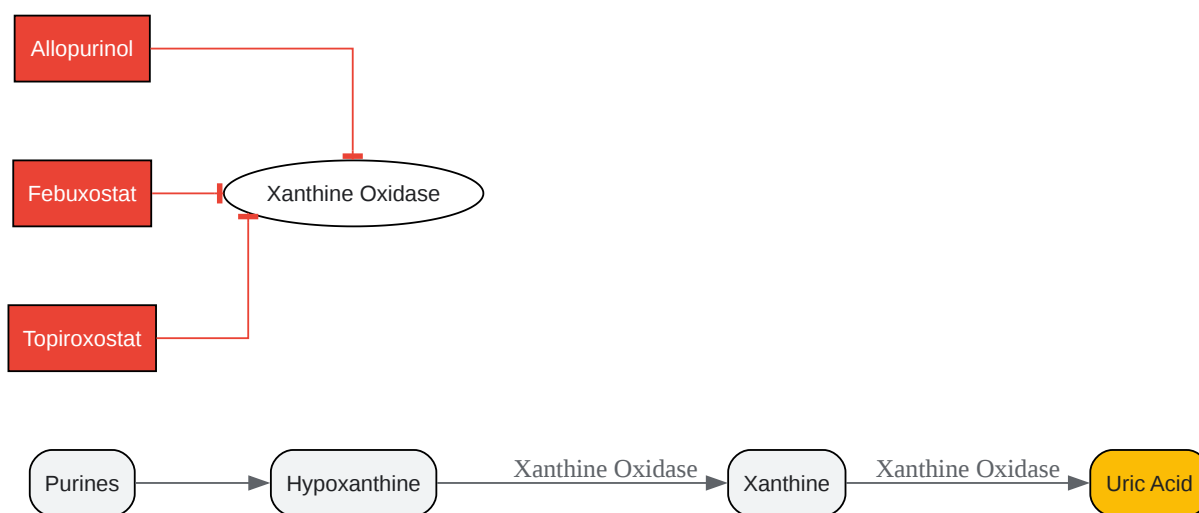 Allopurinol
Febuxostat
Xanthine Oxidase
Topiroxostat
Purines
Hypoxanthine
Xanthine Oxidase
Xanthine
Xanthine Oxidase
Uric Acid